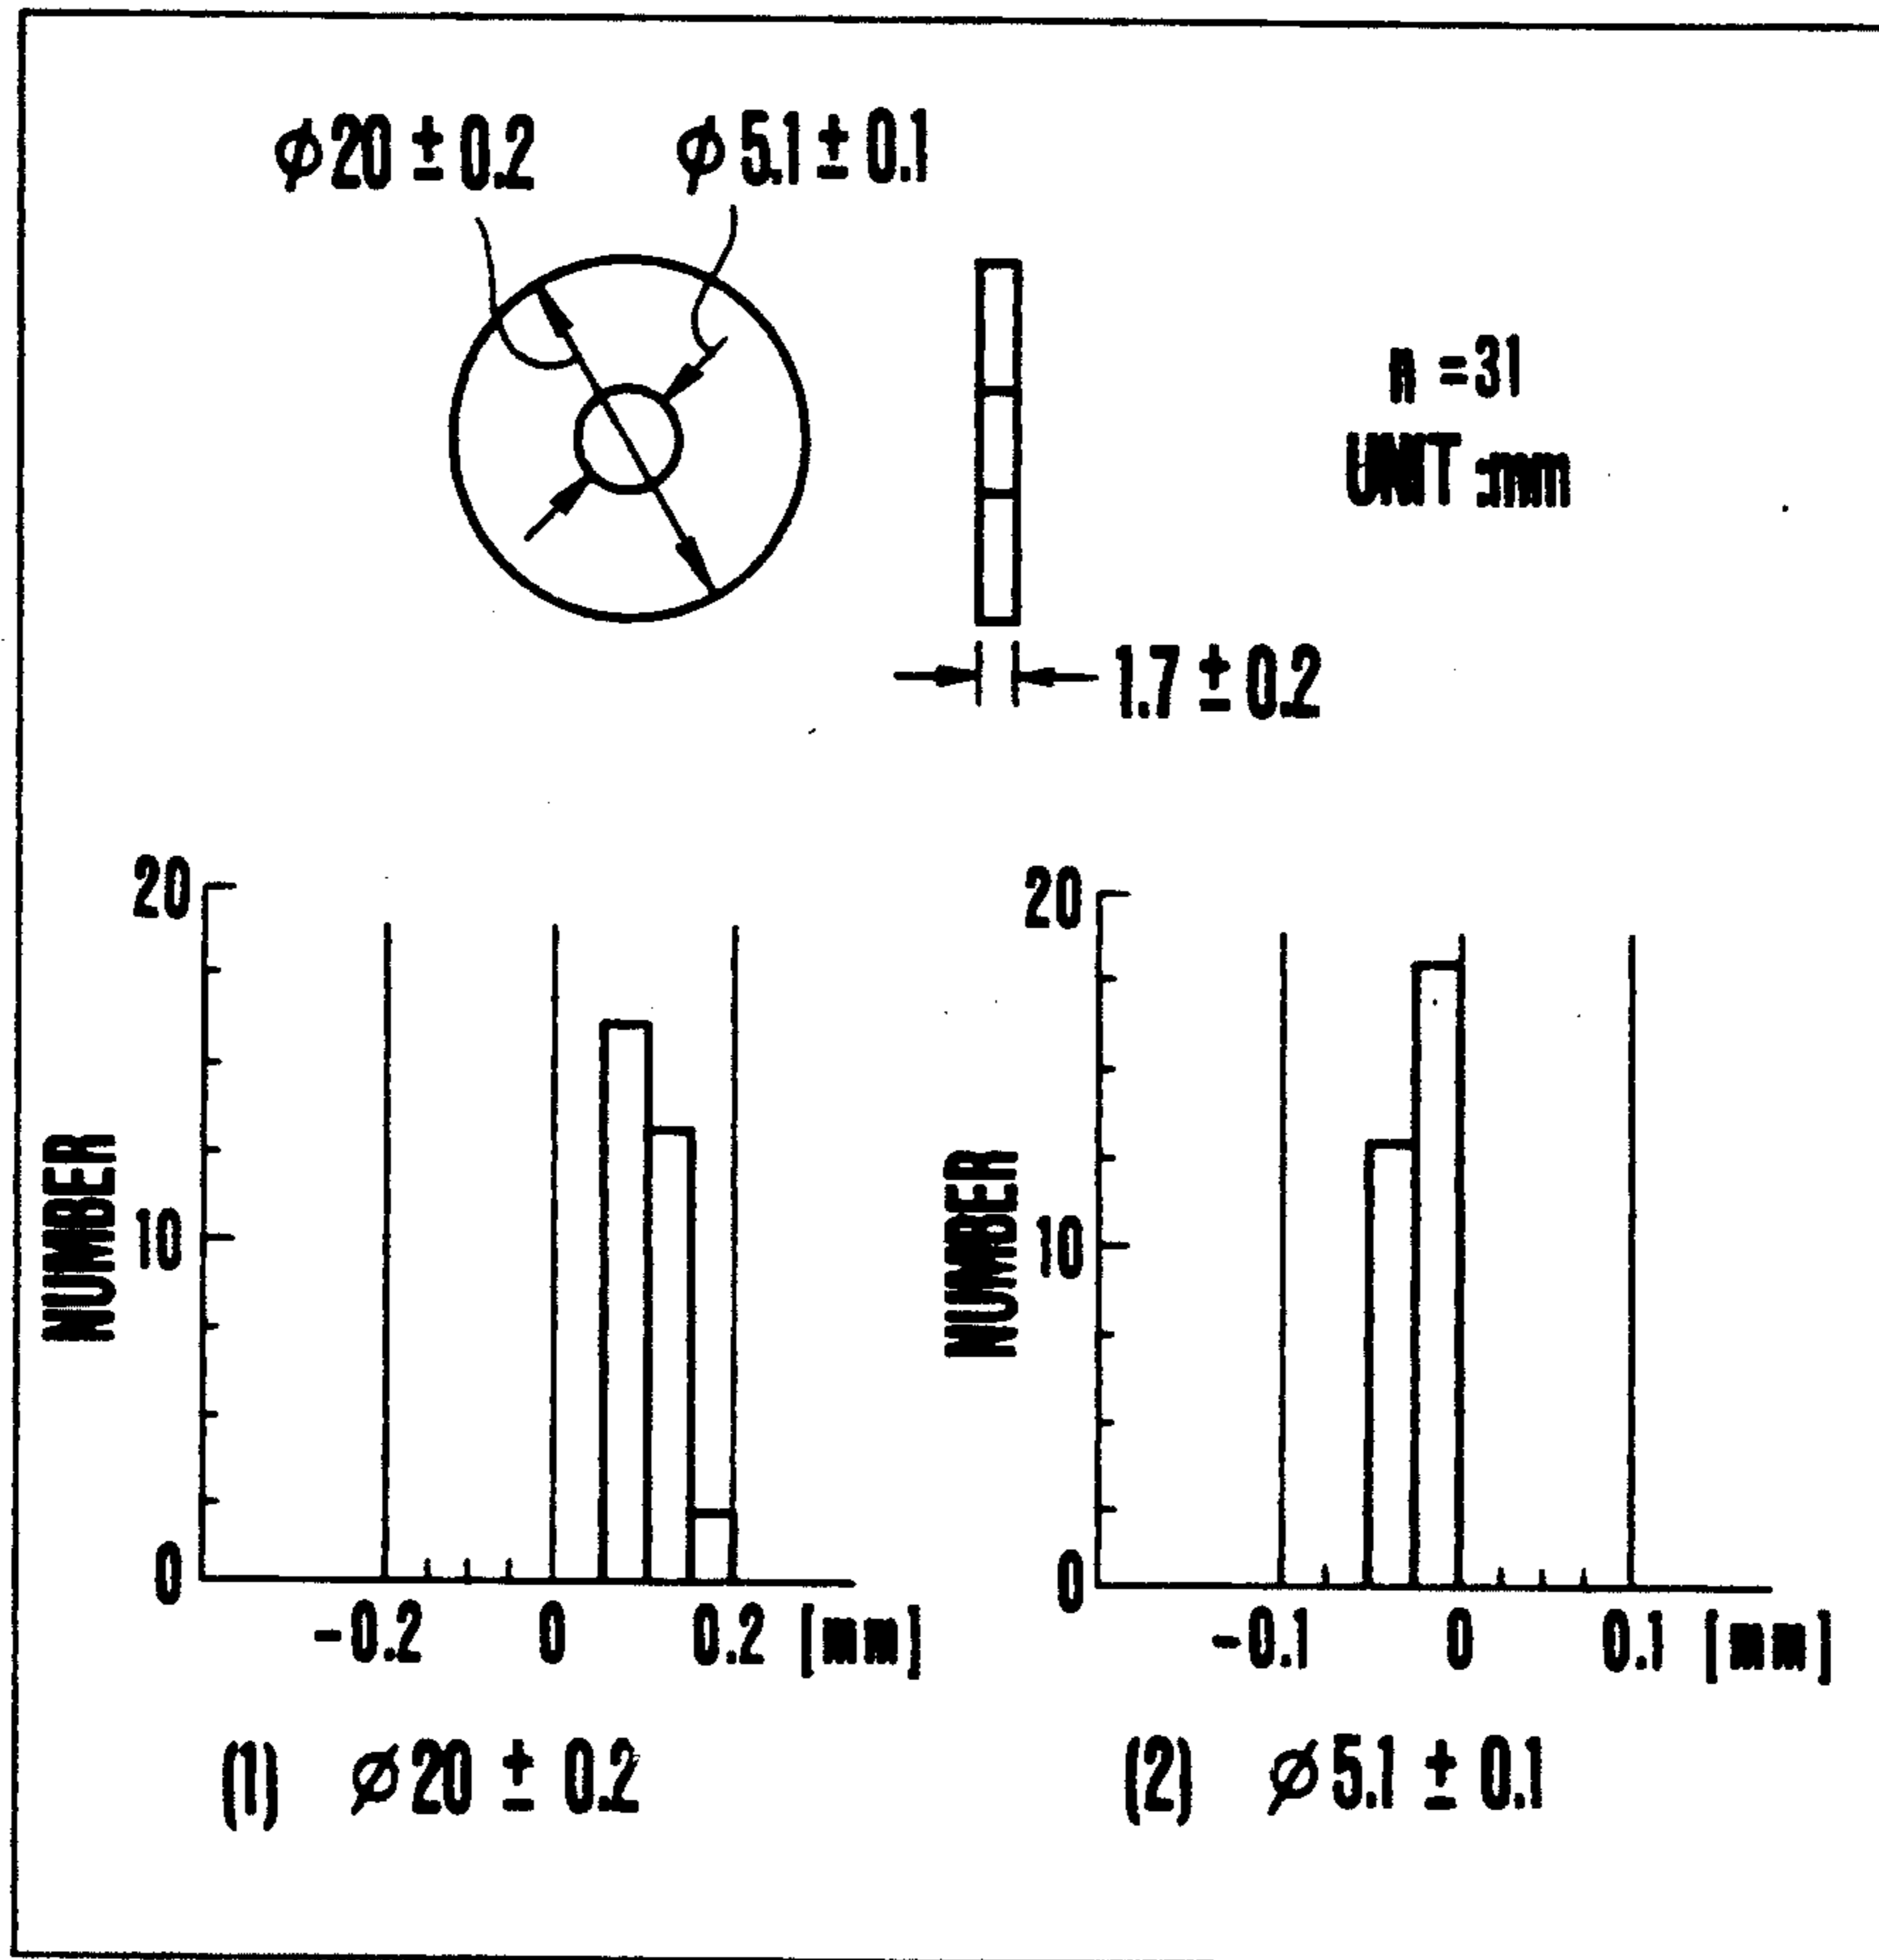 φ20 ± 0.2
φ5.1 ± 0.1
n = 31
UNIT : mm
1.7 ± 0.2
20
10
0
NUMBER
-0.2 0 0.2 [mm]
(1) φ20 ± 0.2
20
10
0
NUMBER
-0.1 0 0.1 [mm]
(2) φ5.1 ± 0.1